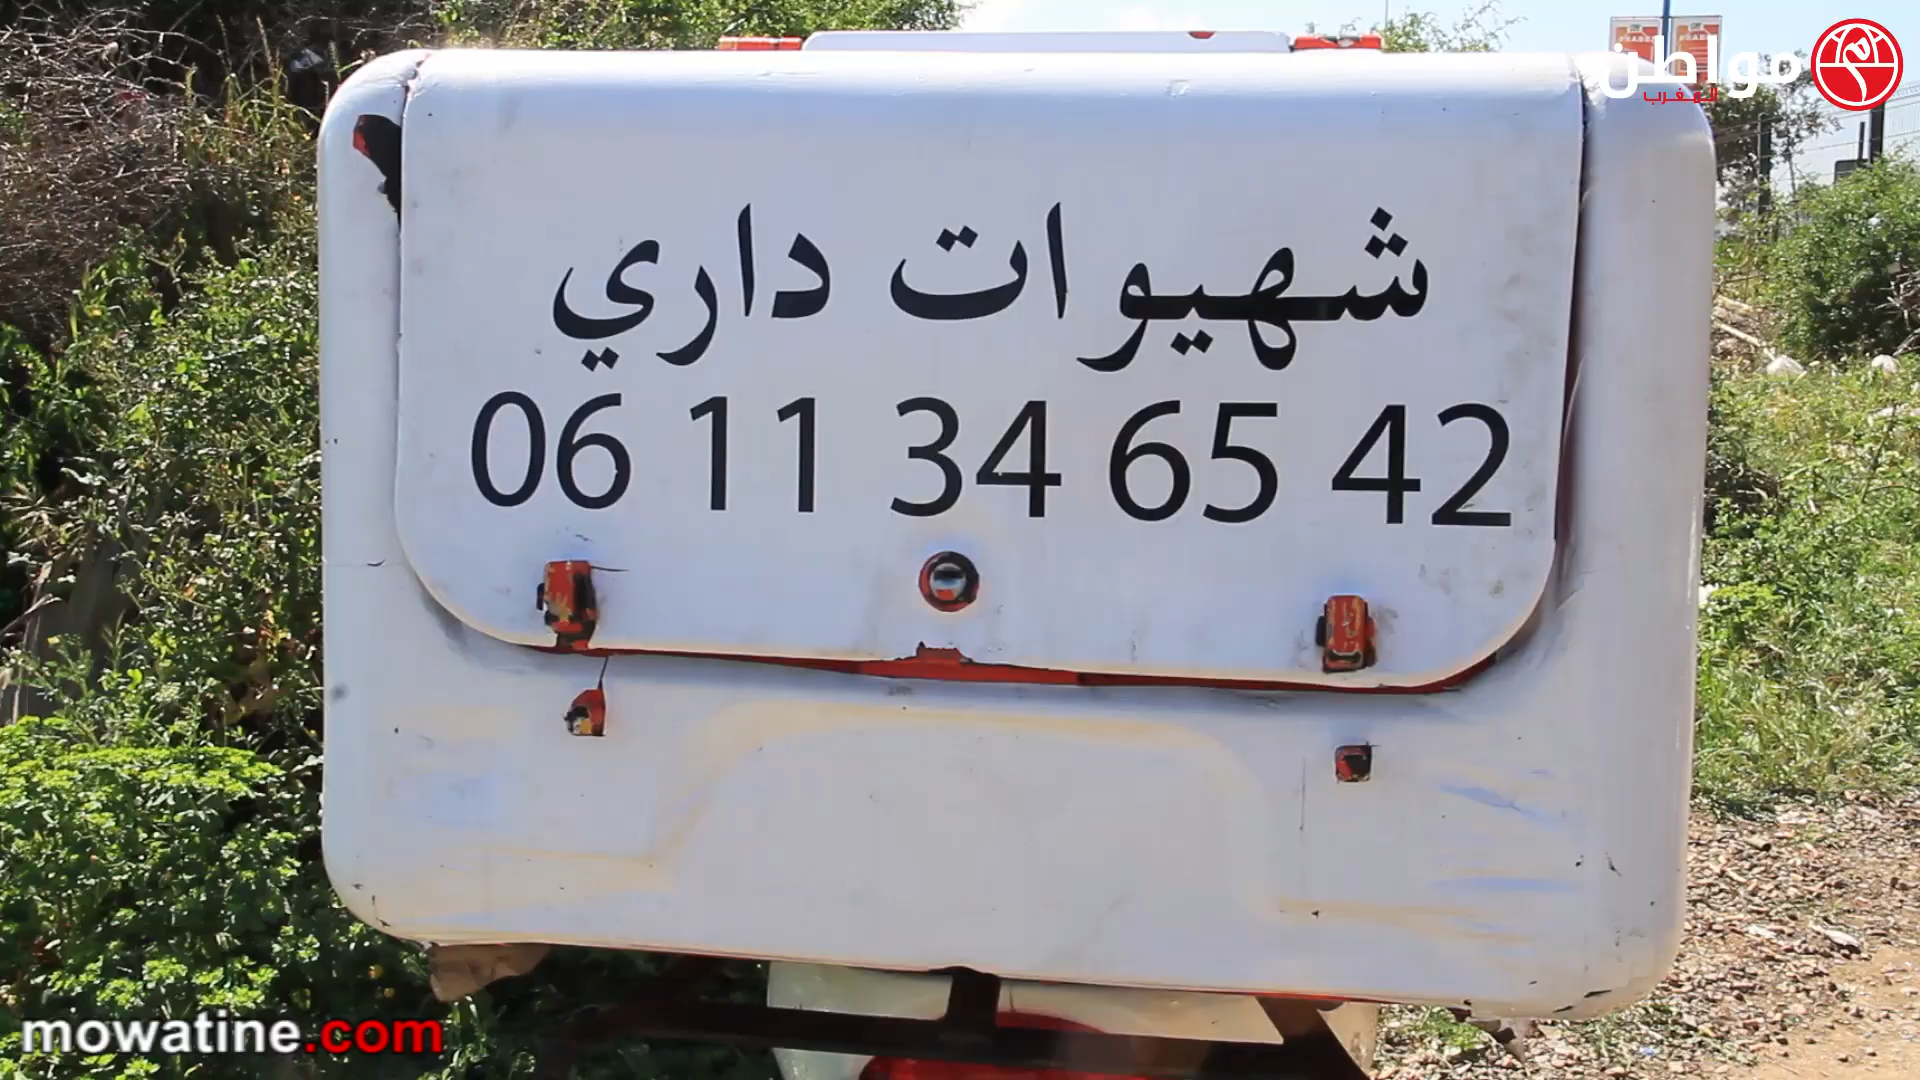 مواطن
المغرب
شهيوات داري
06 11 34 65 42
mowatine.com